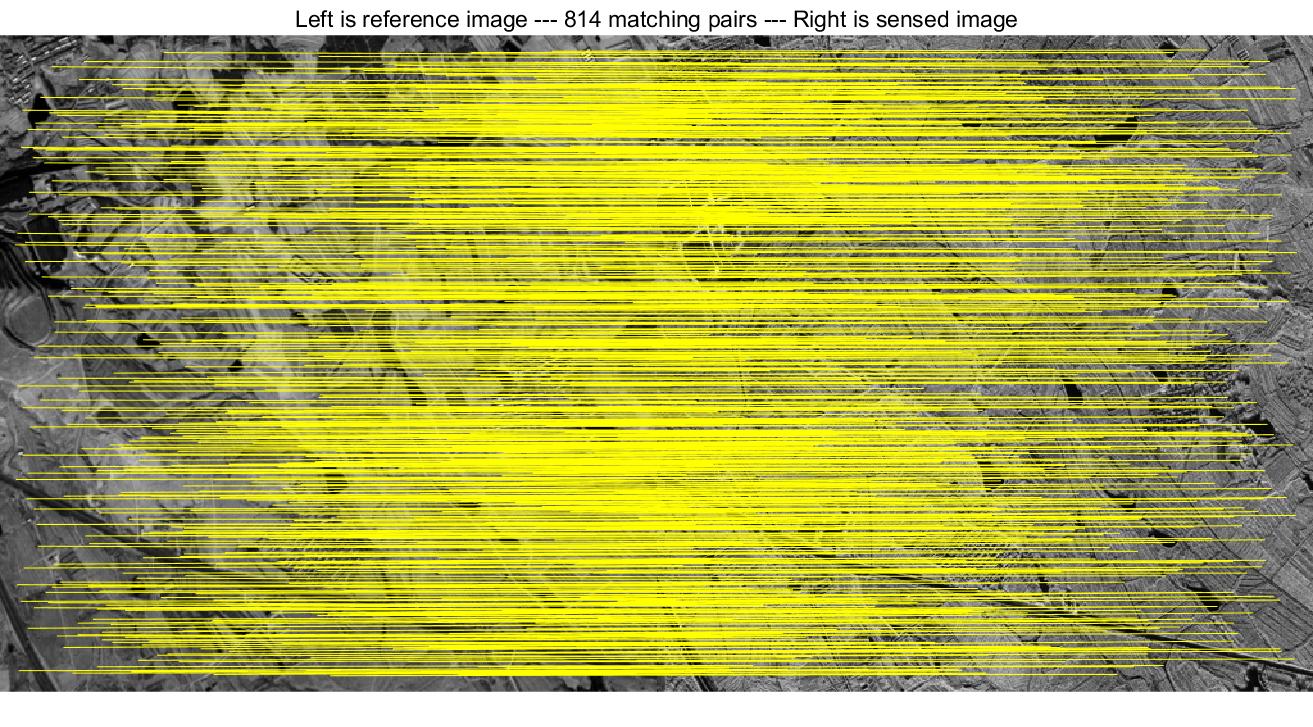 Left is reference image --- 814 matching pairs --- Right is sensed image